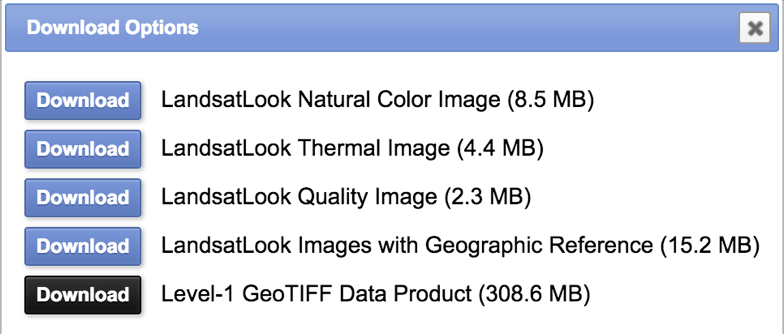 Download Options
Download LandsatLook Natural Color Image (8.5 MB)
Download LandsatLook Thermal Image (4.4 MB)
Download LandsatLook Quality Image (2.3 MB)
Download LandsatLook Images with Geographic Reference (15.2 MB)
Download Level-1 GeoTIFF Data Product (308.6 MB)